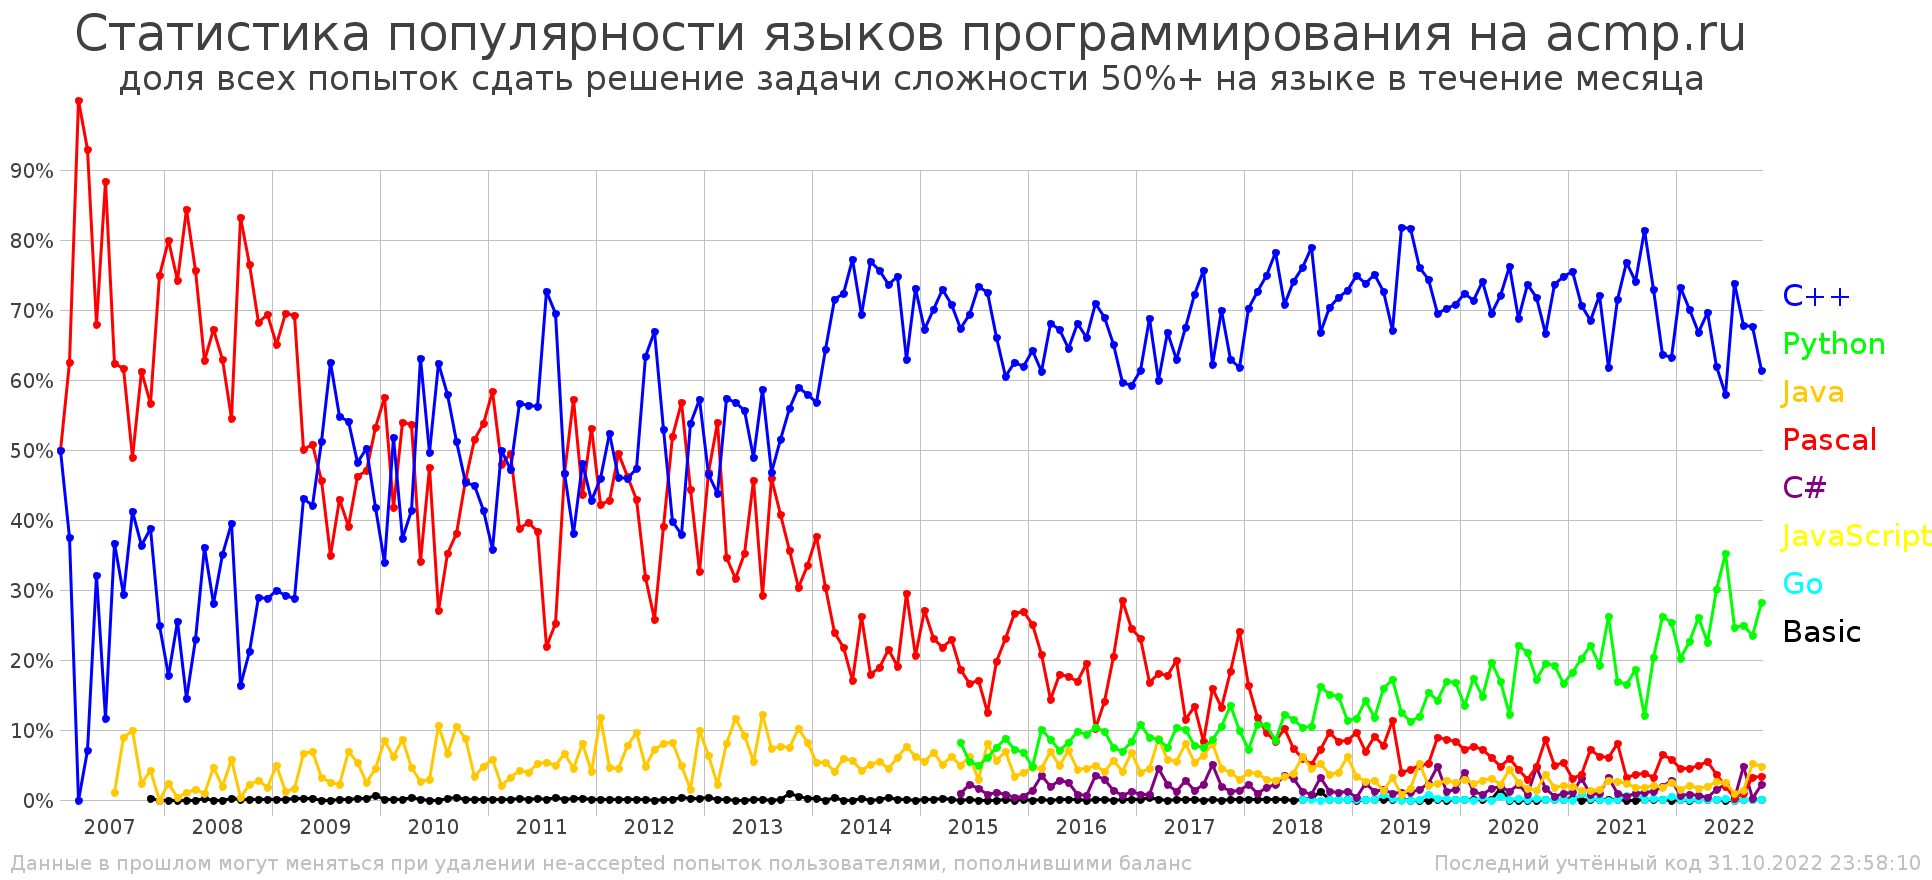 Статистика популярности языков программирования на acmp.ru
доля всех попыток сдать решение задачи сложности 50%+ на языке в течение месяца
90%
80%
70%
60%
50%
40%
30%
20%
10%
0%
2007 2008 2009 2010 2011 2012 2013 2014 2015 2016 2017 2018 2019 2020 2021 2022
C++
Python
Java
Pascal
C#
JavaScript
Go
Basic
Данные в прошлом могут меняться при удалении не-accepted попыток пользователями, пополнившими баланс
Последний учтённый код 31.10.2022 23:58:10